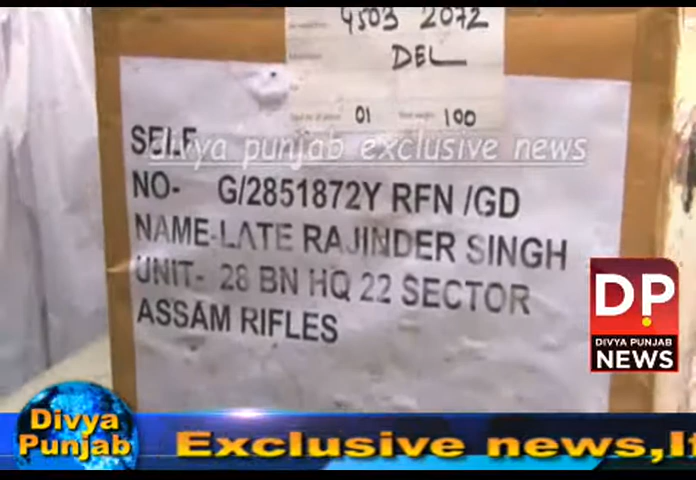 4503 2072
DEL
01
100
SELF
divya punjab exclusive news
NO- G/2851872Y RFN /GD
NAME-LATE RAJINDER SINGH
UNIT- 28 BN HQ 22 SECTOR
ASSAM RIFLES
DP
DIVYA PUNJAB
NEWS
Divya
Punjab
Exclusive news,